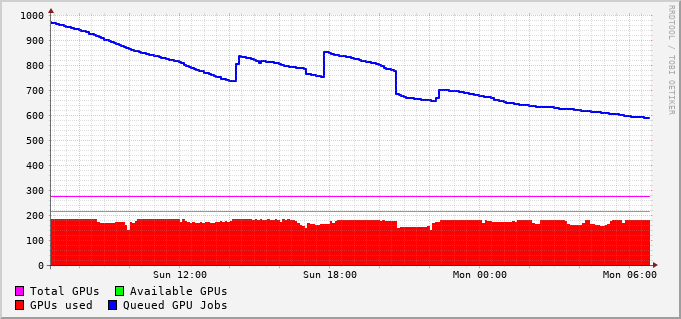 1000
900
800
700
600
500
400
300
200
100
0
Sun 12:00 Sun 18:00 Mon 00:00 Mon 06:00
Total GPUs Available GPUs
GPUs used Queued GPU Jobs
RRDTOOL / TOBI OETIKER